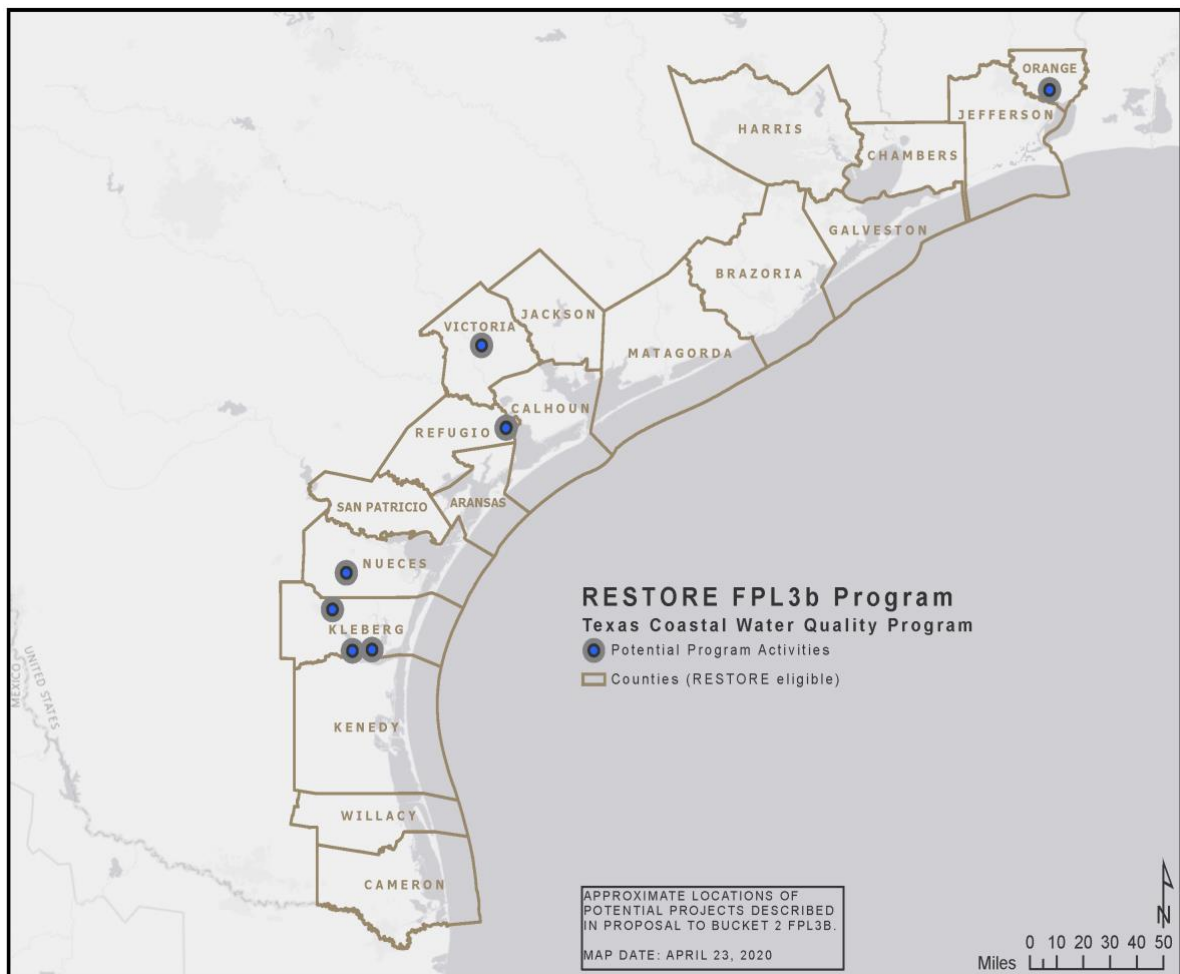 ORANGE
JEFFERSON
HARRIS
CHAMBERS
GALVESTON
BRAZORIA
JACKSON
VICTORIA
MATAGORDA
CALHOUN
REFUGIO
ARANSAS
SAN PATRICIO
NUECES
KLEBERG
KENEDY
WILLACY
CAMERON
MEXICO
UNITED STATES
RESTORE FPL3b Program
Texas Coastal Water Quality Program
Potential Program Activities
Counties (RESTORE eligible)
APPROXIMATE LOCATIONS OF
POTENTIAL PROJECTS DESCRIBED
IN PROPOSAL TO BUCKET 2 FPL3B.
MAP DATE: APRIL 23, 2020
N
0 10 20 30 40 50
Miles